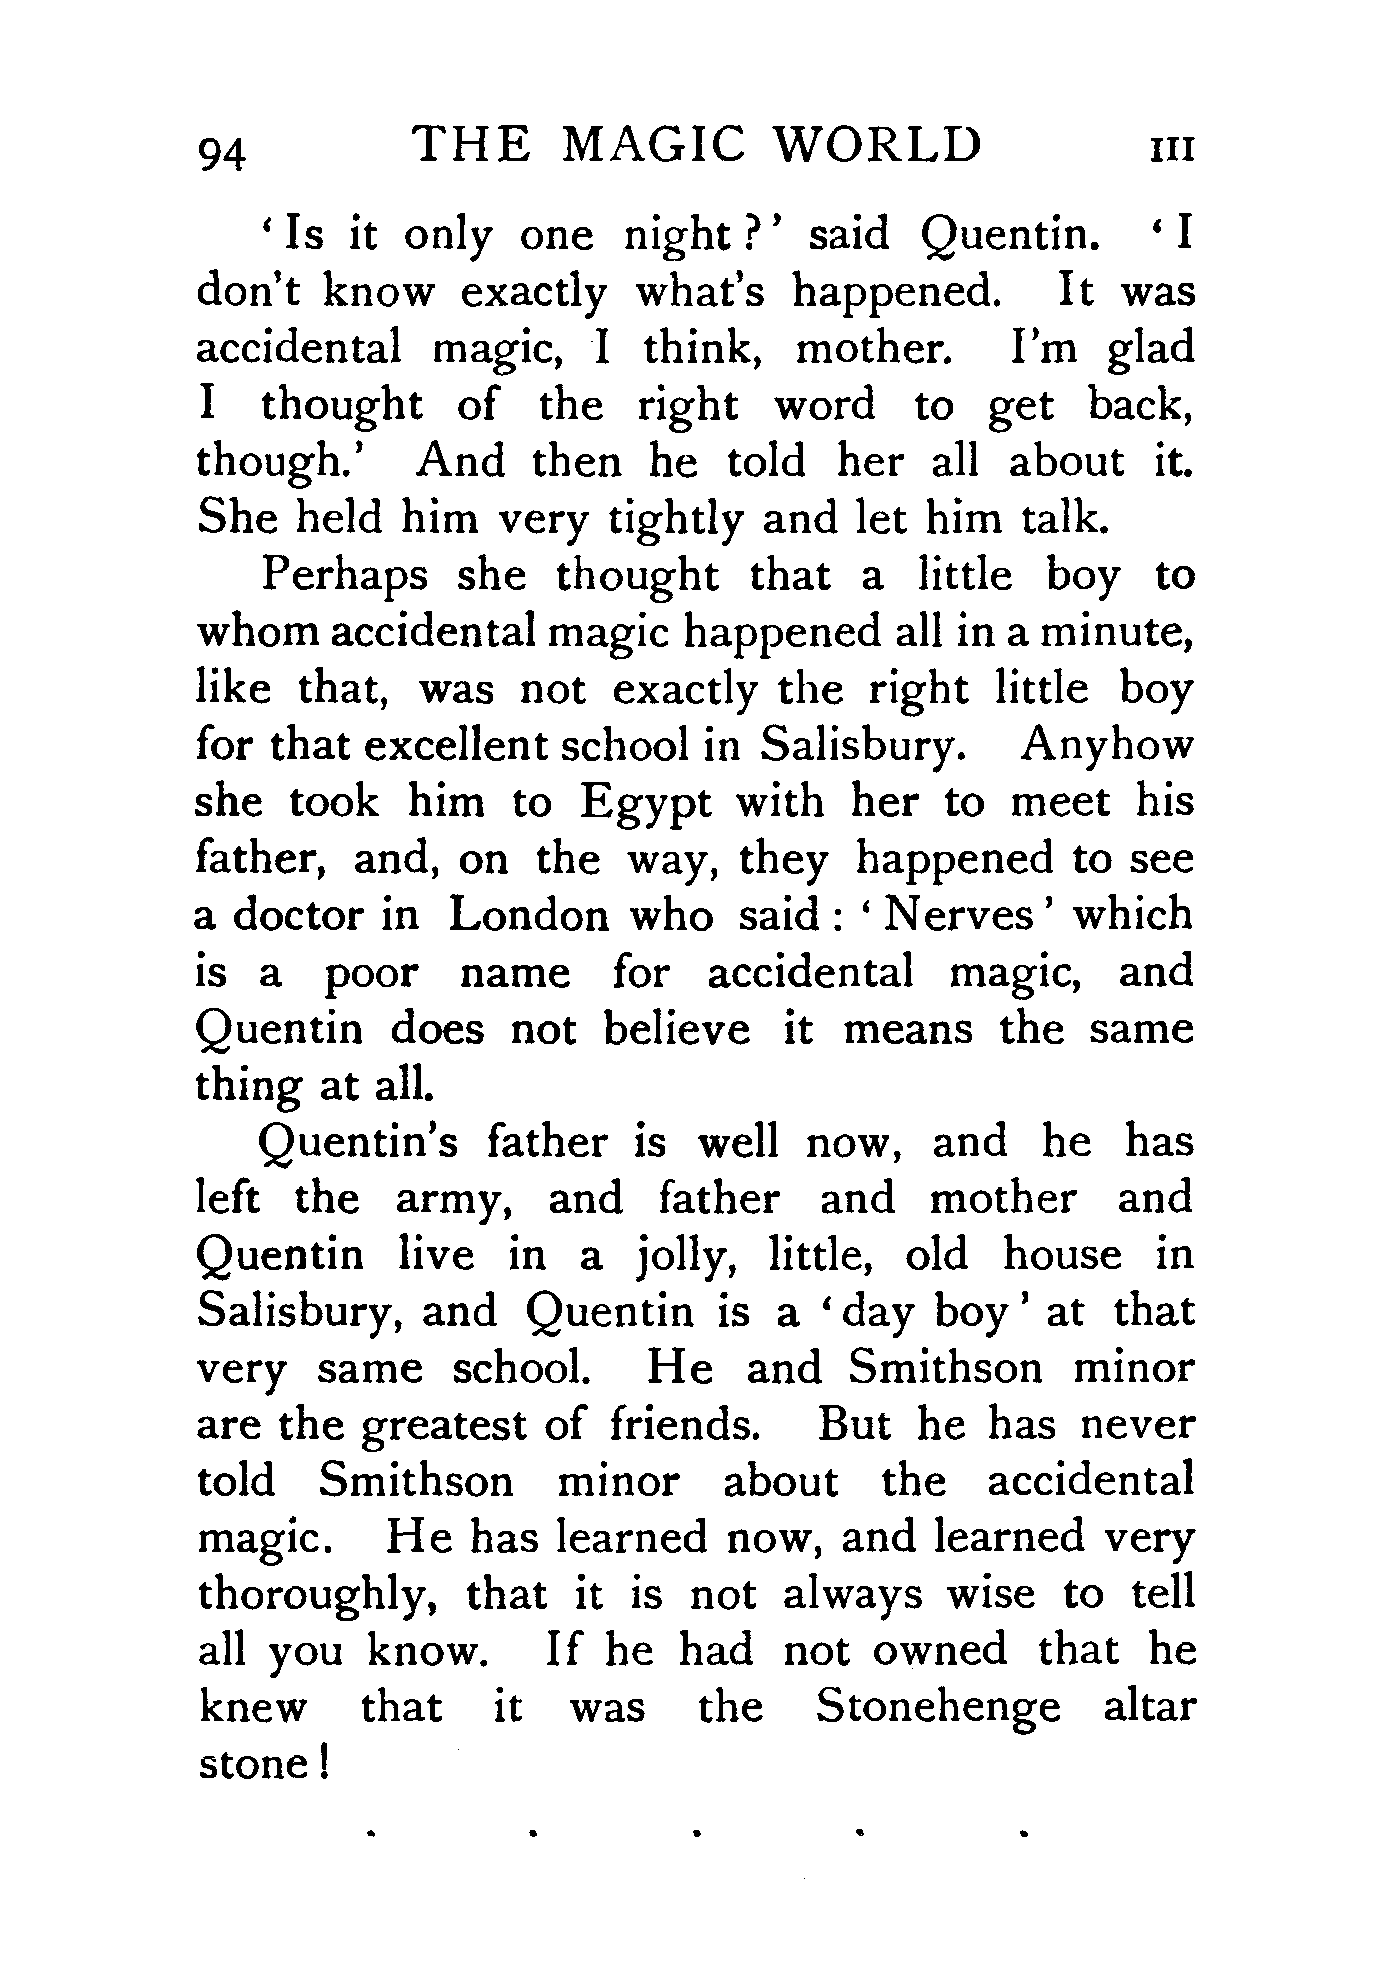 94 THE MAGIC WORLD III
‘Is it only one night?’ said Quentin. ‘I
don't know exactly what's happened. It was
accidental magic, I think, mother. I'm glad
I thought of the right word to get back,
though.’ And then he told her all about it.
She held him very tightly and let him talk.
Perhaps she thought that a little boy to
whom accidental magic happened all in a minute,
like that, was not exactly the right little boy
for that excellent school in Salisbury. Anyhow
she took him to Egypt with her to meet his
father, and, on the way, they happened to see
a doctor in London who said: ‘Nerves’ which
is a poor name for accidental magic, and
Quentin does not believe it means the same
thing at all.
Quentin's father is well now, and he has
left the army, and father and mother and
Quentin live in a jolly, little, old house in
Salisbury, and Quentin is a ‘day boy’ at that
very same school. He and Smithson minor
are the greatest of friends. But he has never
told Smithson minor about the accidental
magic. He has learned now, and learned very
thoroughly, that it is not always wise to tell
all you know. If he had not owned that he
knew that it was the Stonehenge altar
stone!
. . . . .